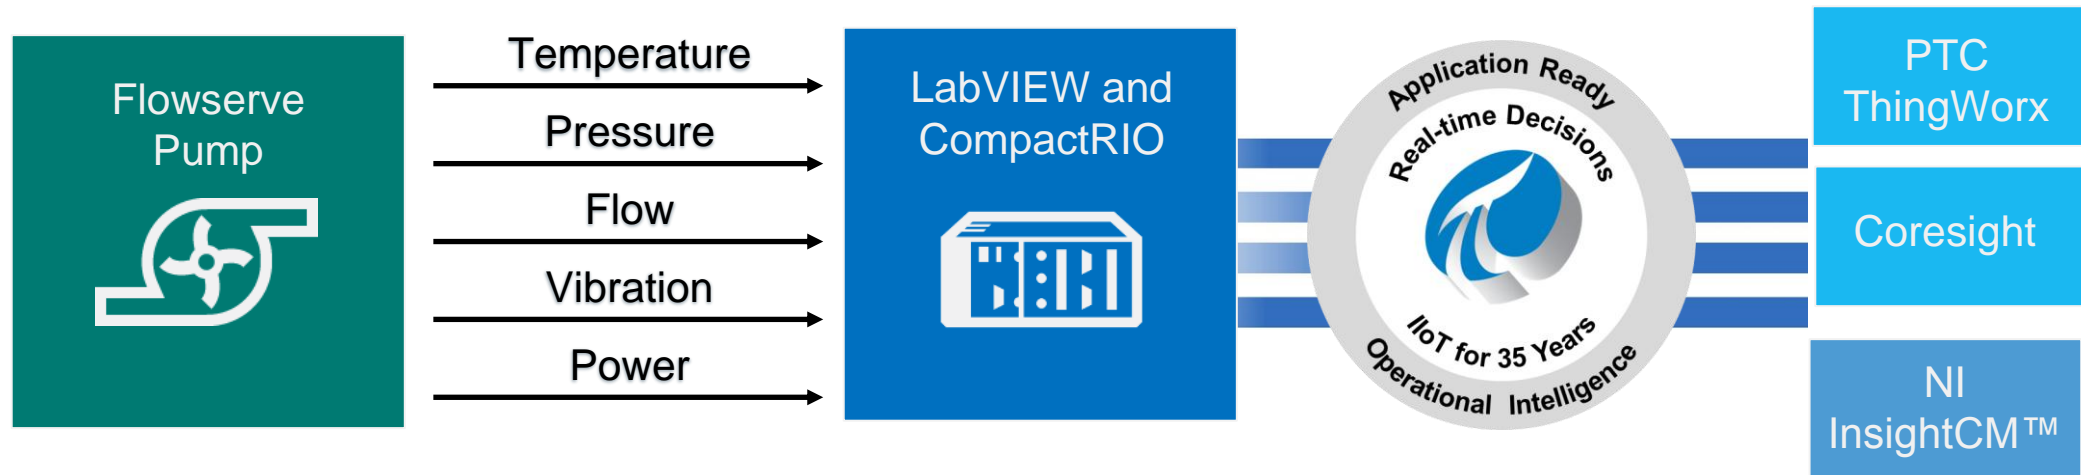 Flowserve
Pump
Temperature
Pressure
Flow
Vibration
Power
LabVIEW and
CompactRIO
Application Ready
Real-time Decisions
IIoT for 35 Years
Operational Intelligence
PTC
ThingWorx
Coresight
NI
InsightCM™